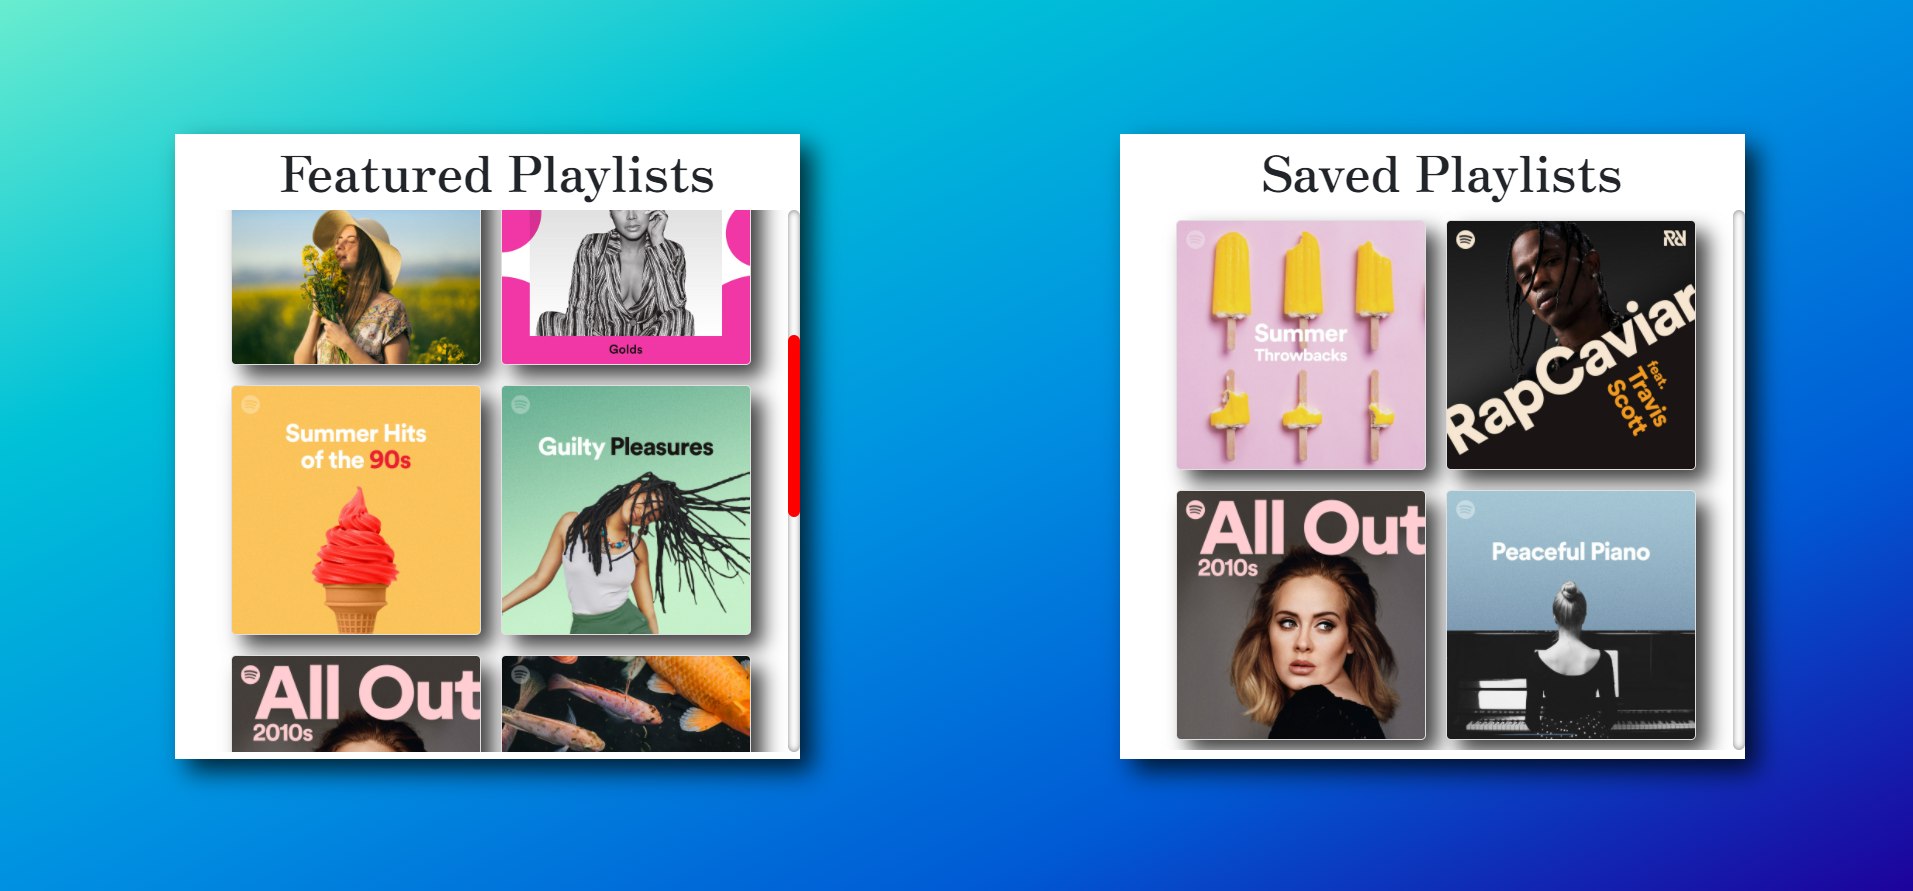 Featured Playlists
Golds
Summer Hits
of the 90s
Guilty Pleasures
All Out
2010s
Saved Playlists
Summer
Throwbacks
RapCaviar
feat.
Travis
Scott
All Out
2010s
Peaceful Piano